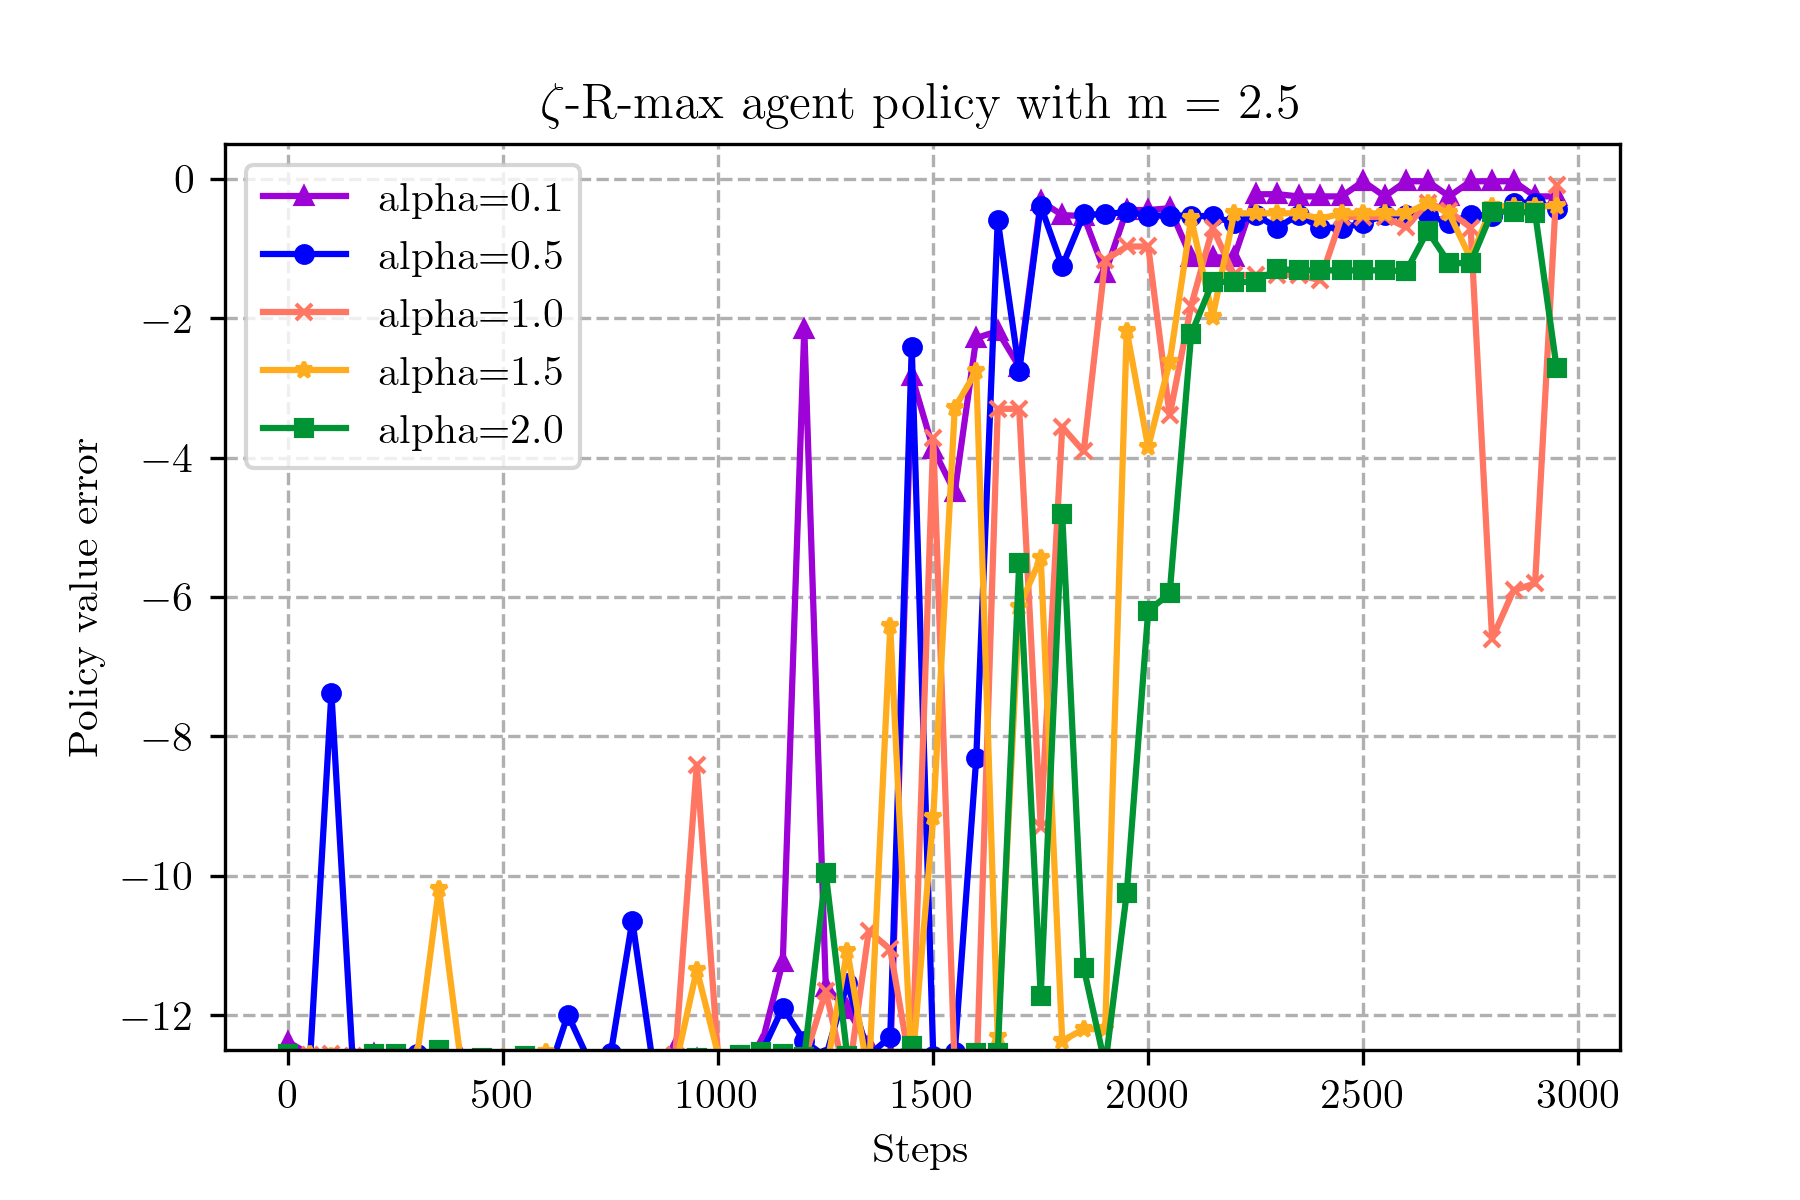 ζ-R-max agent policy with m = 2.5
0
−2
−4
−6
−8
−10
−12
Policy value error
alpha=0.1
alpha=0.5
alpha=1.0
alpha=1.5
alpha=2.0
0
500
1000
1500
2000
2500
3000
Steps